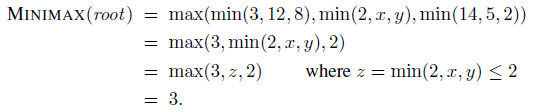 MINIMAX(root) = max(min(3, 12, 8), min(2, x, y), min(14, 5, 2))
= max(3, min(2, x, y), 2)
= max(3, z, 2) where z = min(2, x, y) ≤ 2
= 3.